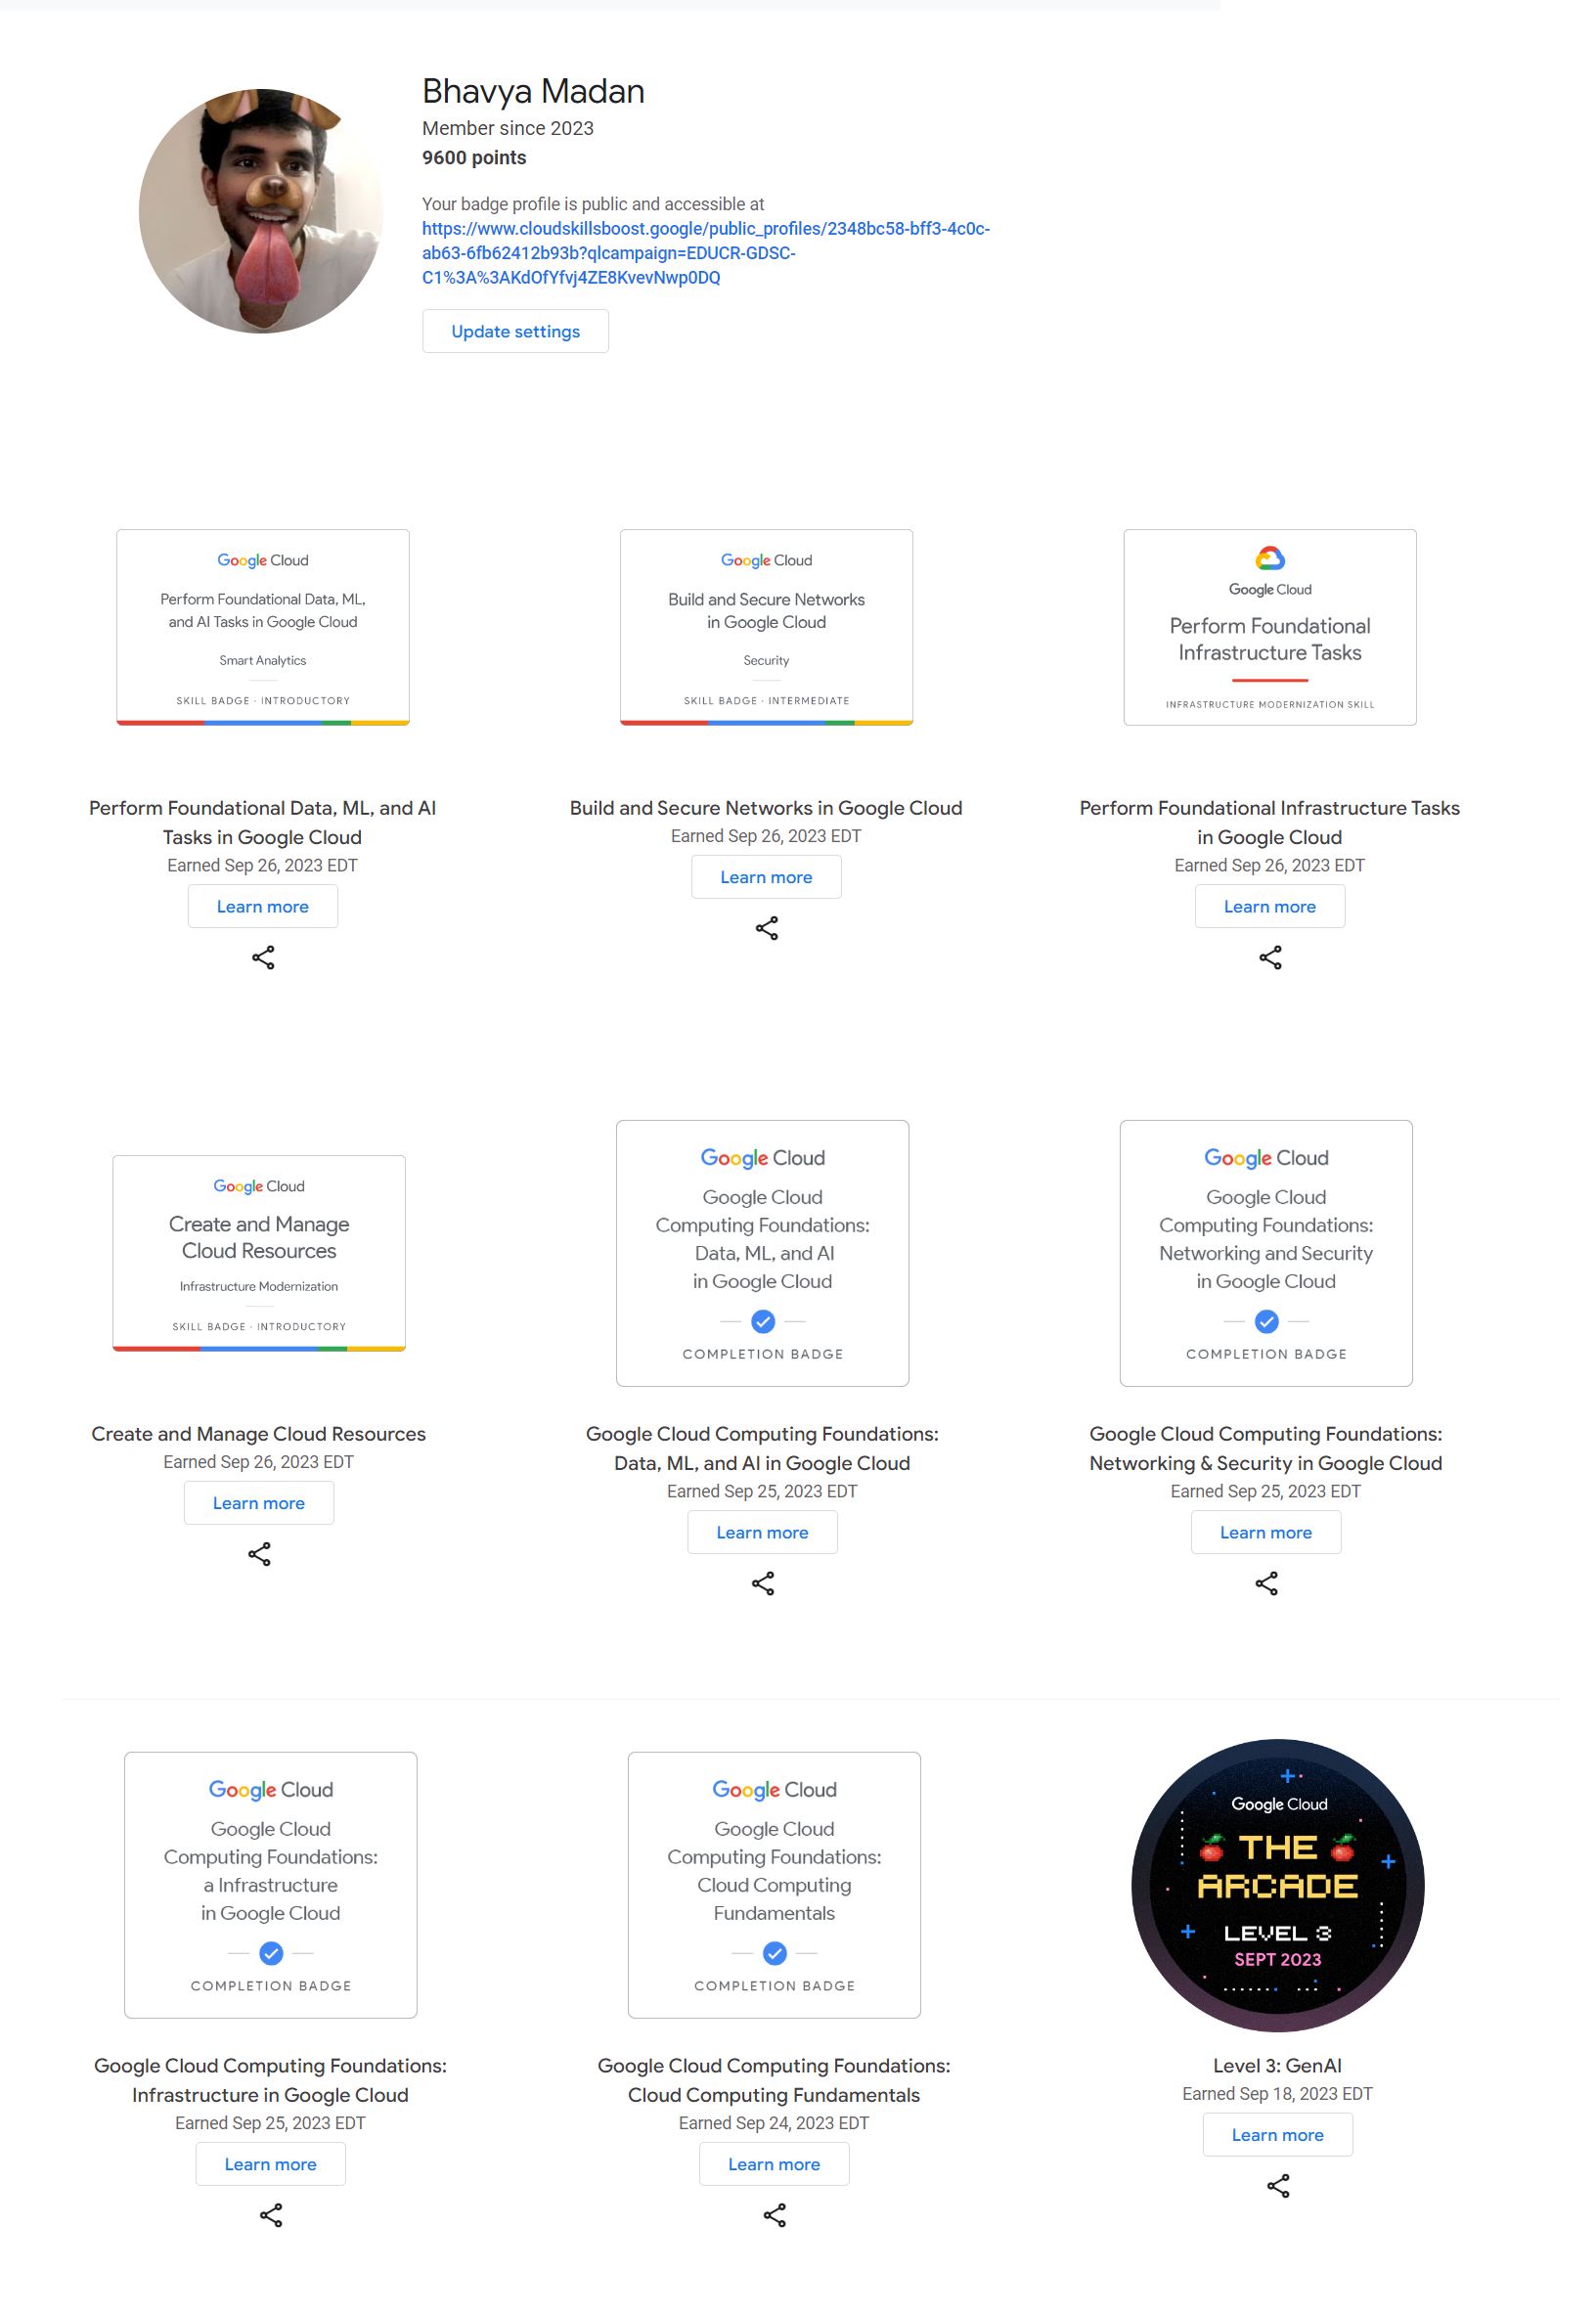 Bhavya Madan
Member since 2023
9600 points
Your badge profile is public and accessible at
https://www.cloudskillsboost.google/public_profiles/2348bc58-bff3-4c0c-
ab63-6fb62412b93b?qlcampaign=EDUCR-GDSC-
C1%3A%3AKdOfYfvj4ZE8KvevNwp0DQ
Update settings
Google Cloud
Perform Foundational Data, ML,
and AI Tasks in Google Cloud
Smart Analytics
SKILL BADGE · INTRODUCTORY
Perform Foundational Data, ML, and AI
Tasks in Google Cloud
Earned Sep 26, 2023 EDT
Learn more
Google Cloud
Build and Secure Networks
in Google Cloud
Security
SKILL BADGE · INTERMEDIATE
Build and Secure Networks in Google Cloud
Earned Sep 26, 2023 EDT
Learn more
Google Cloud
Perform Foundational
Infrastructure Tasks
INFRASTRUCTURE MODERNIZATION SKILL
Perform Foundational Infrastructure Tasks
in Google Cloud
Earned Sep 26, 2023 EDT
Learn more
Google Cloud
Create and Manage
Cloud Resources
Infrastructure Modernization
SKILL BADGE · INTRODUCTORY
Create and Manage Cloud Resources
Earned Sep 26, 2023 EDT
Learn more
Google Cloud
Google Cloud
Computing Foundations:
Data, ML, and AI
in Google Cloud
COMPLETION BADGE
Google Cloud Computing Foundations:
Data, ML, and AI in Google Cloud
Earned Sep 25, 2023 EDT
Learn more
Google Cloud
Google Cloud
Computing Foundations:
Networking and Security
in Google Cloud
COMPLETION BADGE
Google Cloud Computing Foundations:
Networking & Security in Google Cloud
Earned Sep 25, 2023 EDT
Learn more
Google Cloud
Google Cloud
Computing Foundations:
a Infrastructure
in Google Cloud
COMPLETION BADGE
Google Cloud Computing Foundations:
Infrastructure in Google Cloud
Earned Sep 25, 2023 EDT
Learn more
Google Cloud
Google Cloud
Computing Foundations:
Cloud Computing
Fundamentals
COMPLETION BADGE
Google Cloud Computing Foundations:
Cloud Computing Fundamentals
Earned Sep 24, 2023 EDT
Learn more
Google Cloud
THE
ARCADE
LEVEL 3
SEPT 2023
Level 3: GenAI
Earned Sep 18, 2023 EDT
Learn more